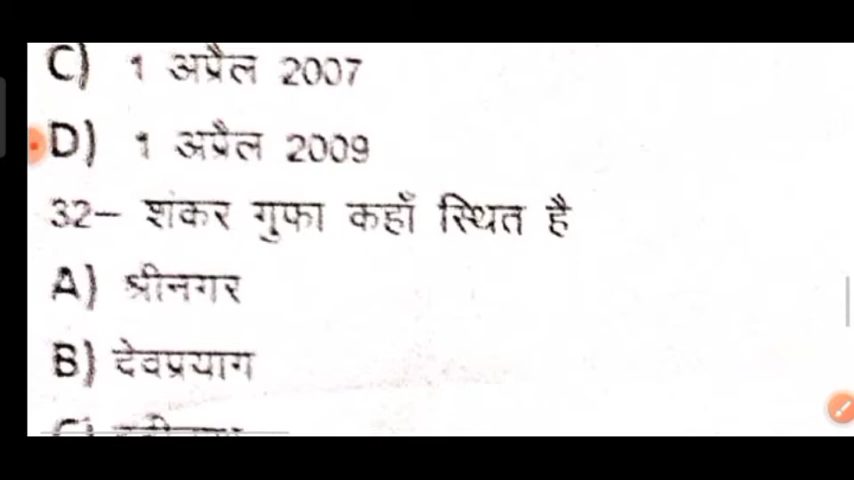 C) 1 अप्रैल 2007
D) 1 अप्रैल 2009
32– शंकर गुफा कहाँ स्थित है
A) श्रीनगर
B) देवप्रयाग